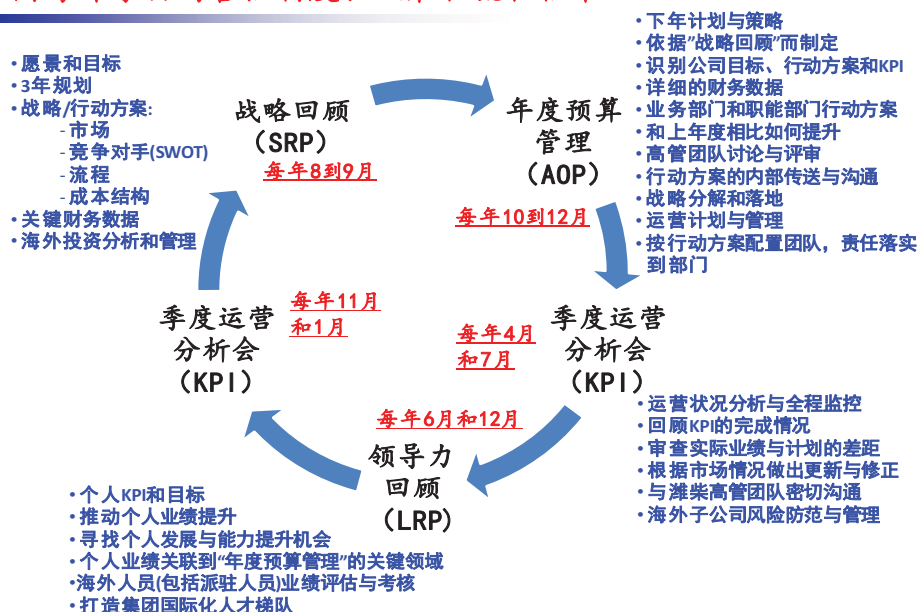 • 愿景和目标
• 3年规划
• 战略/行动方案:
- 市场
- 竞争对手(SWOT)
- 流程
- 成本结构
• 关键财务数据
• 海外投资分析和管理
战略回顾
（SRP）
每年8到9月
年度预算
管理
（AOP）
每年10到12月
• 下年计划与策略
• 依据”战略回顾”而制定
• 识别公司目标、行动方案和KPI
• 详细的财务数据
• 业务部门和职能部门行动方案
• 和上年度相比如何提升
• 高管团队讨论与评审
• 行动方案的内部传送与沟通
• 战略分解和落地
• 运营计划与管理
• 按行动方案配置团队，责任落实
到部门
季度运营
分析会
（KPI）
每年11月
和1月
每年4月
和7月
季度运营
分析会
（KPI）
• 运营状况分析与全程监控
• 回顾KPI的完成情况
• 审查实际业绩与计划的差距
• 根据市场情况做出更新与修正
• 与潍柴高管团队密切沟通
• 海外子公司风险防范与管理
每年6月和12月
领导力
回顾
（LRP）
• 个人KPI和目标
• 推动个人业绩提升
• 寻找个人发展与能力提升机会
• 个人业绩关联到“年度预算管理”的关键领域
•海外人员(包括派驻人员)业绩评估与考核
• 打造集团国际化人才梯队